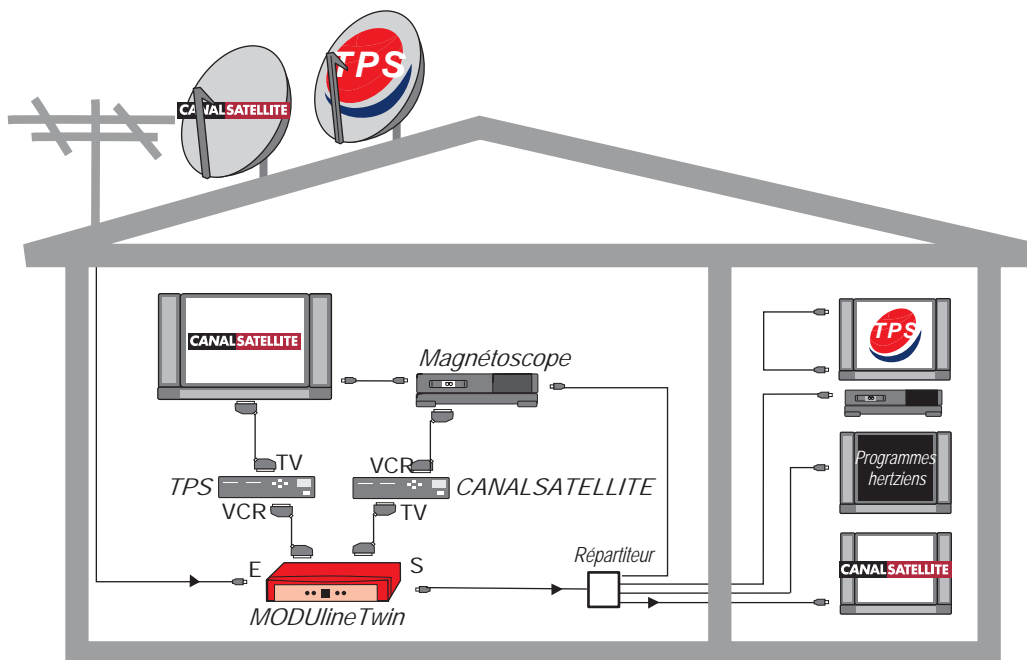 CANALSATELLITE
TPS
CANALSATELLITE
Magnétoscope
TPS
TV
VCR
TPS
CANALSATELLITE
Programmes
hertziens
VCR
TV
E
S
Répartiteur
CANALSATELLITE
MODUlineTwin